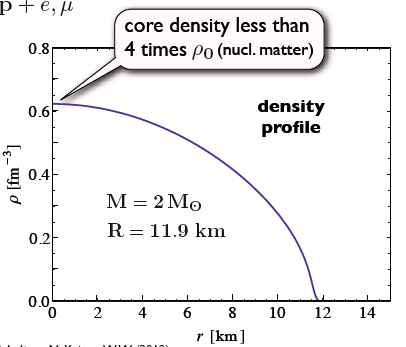 p + e, μ
core density less than
4 times ρ0 (nucl. matter)
density
profile
M = 2 M⊙
R = 11.9 km
ρ [fm⁻³]
0.8
0.6
0.4
0.2
0.0
0 2 4 6 8 10 12 14
r [km]